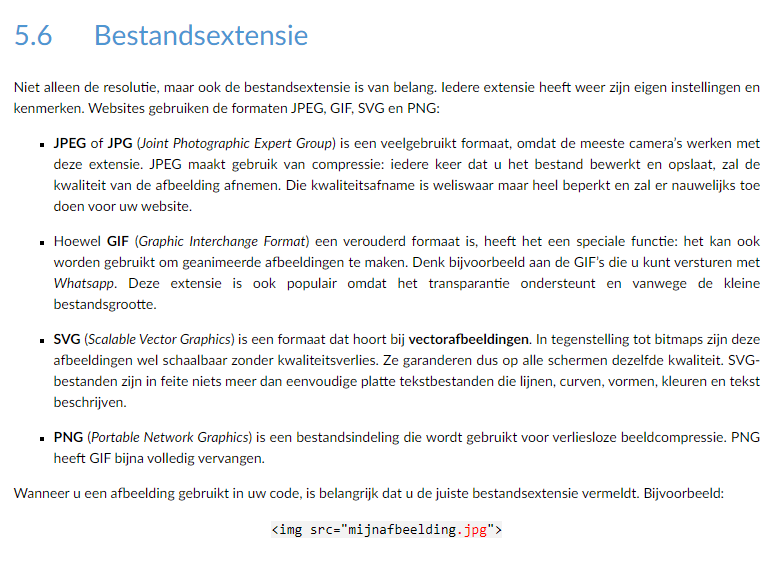 5.6 Bestandsextensie
Niet alleen de resolutie, maar ook de bestandsextensie is van belang. Iedere extensie heeft weer zijn eigen instellingen en
kenmerken. Websites gebruiken de formaten JPEG, GIF, SVG en PNG:
▪ JPEG of JPG (Joint Photographic Expert Group) is een veelgebruikt formaat, omdat de meeste camera's werken met
deze extensie. JPEG maakt gebruik van compressie: iedere keer dat u het bestand bewerkt en opslaat, zal de
kwaliteit van de afbeelding afnemen. Die kwaliteitsafname is weliswaar maar heel beperkt en zal er nauwelijks toe
doen voor uw website.
▪ Hoewel GIF (Graphic Interchange Format) een verouderd formaat is, heeft het een speciale functie: het kan ook
worden gebruikt om geanimeerde afbeeldingen te maken. Denk bijvoorbeeld aan de GIF's die u kunt versturen met
Whatsapp. Deze extensie is ook populair omdat het transparantie ondersteunt en vanwege de kleine
bestandsgrootte.
▪ SVG (Scalable Vector Graphics) is een formaat dat hoort bij vectorafbeeldingen. In tegenstelling tot bitmaps zijn deze
afbeeldingen wel schaalbaar zonder kwaliteitsverlies. Ze garanderen dus op alle schermen dezelfde kwaliteit. SVG-
bestanden zijn in feite niets meer dan eenvoudige platte tekstbestanden die lijnen, curven, vormen, kleuren en tekst
beschrijven.
▪ PNG (Portable Network Graphics) is een bestandsindeling die wordt gebruikt voor verliesloze beeldcompressie. PNG
heeft GIF bijna volledig vervangen.
Wanneer u een afbeelding gebruikt in uw code, is belangrijk dat u de juiste bestandsextensie vermeldt. Bijvoorbeeld:
<img src="mijnafbeelding.jpg">